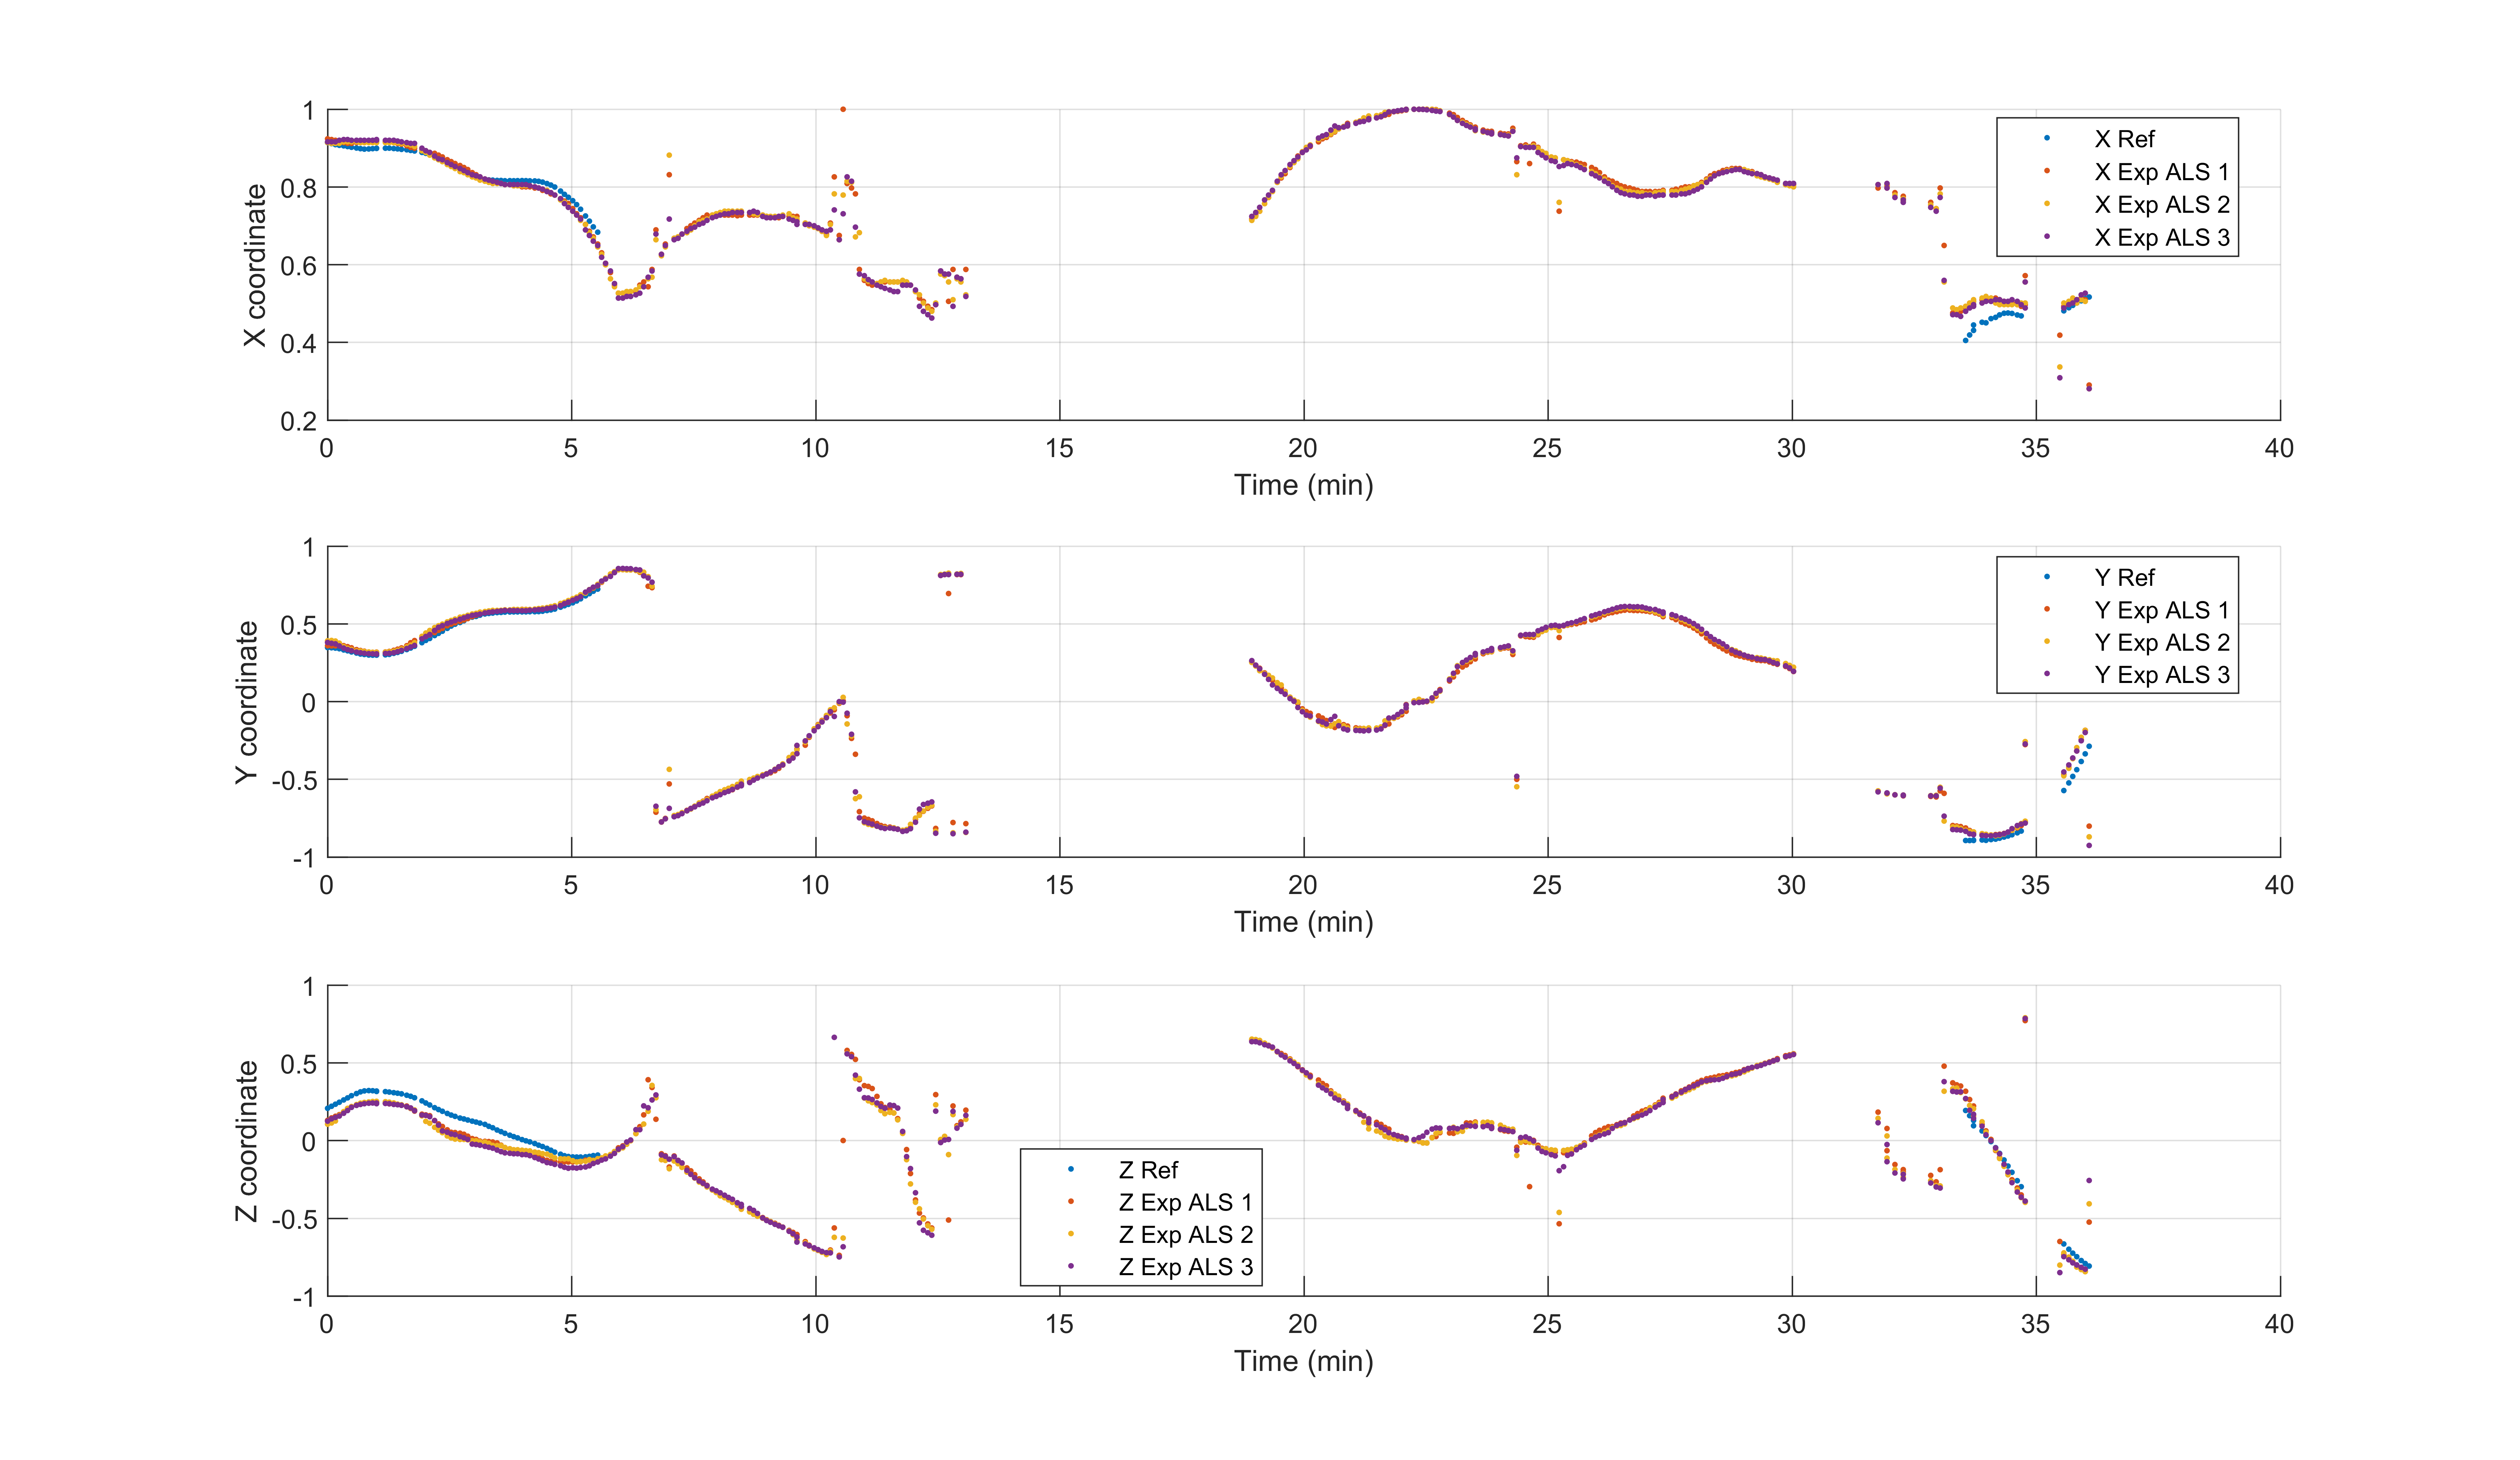 1
0.8
0.6
0.4
0.2
X coordinate
0 5 10 15 20 25 30 35 40
Time (min)
X Ref
X Exp ALS 1
X Exp ALS 2
X Exp ALS 3
1
0.5
0
-0.5
-1
Y coordinate
0 5 10 15 20 25 30 35 40
Time (min)
Y Ref
Y Exp ALS 1
Y Exp ALS 2
Y Exp ALS 3
1
0.5
0
-0.5
-1
Z coordinate
0 5 10 15 20 25 30 35 40
Time (min)
Z Ref
Z Exp ALS 1
Z Exp ALS 2
Z Exp ALS 3